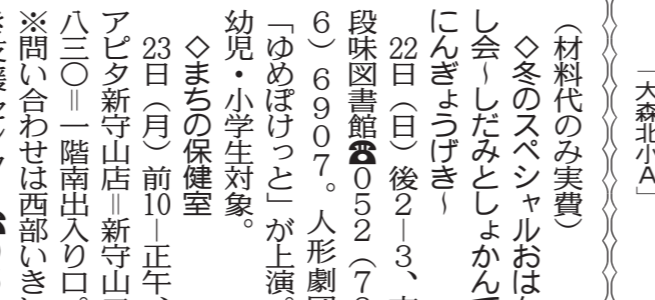 「大森北小A」
（材料代のみ実費）
◇冬のスペシャルおはな
し会～しだみとしょかんで
にんぎょうげき～
22日（日）後2―3、
段味図書館☎052（7
6）6907。人形劇団
「ゆめぽけっと」が上演。
幼児・小学生対象。
◇まちの保健室
23日（月）前10―正午、
アピタ新守山店＝新守山
八三〇＝一階南出入り口。
※問い合わせは西部いき